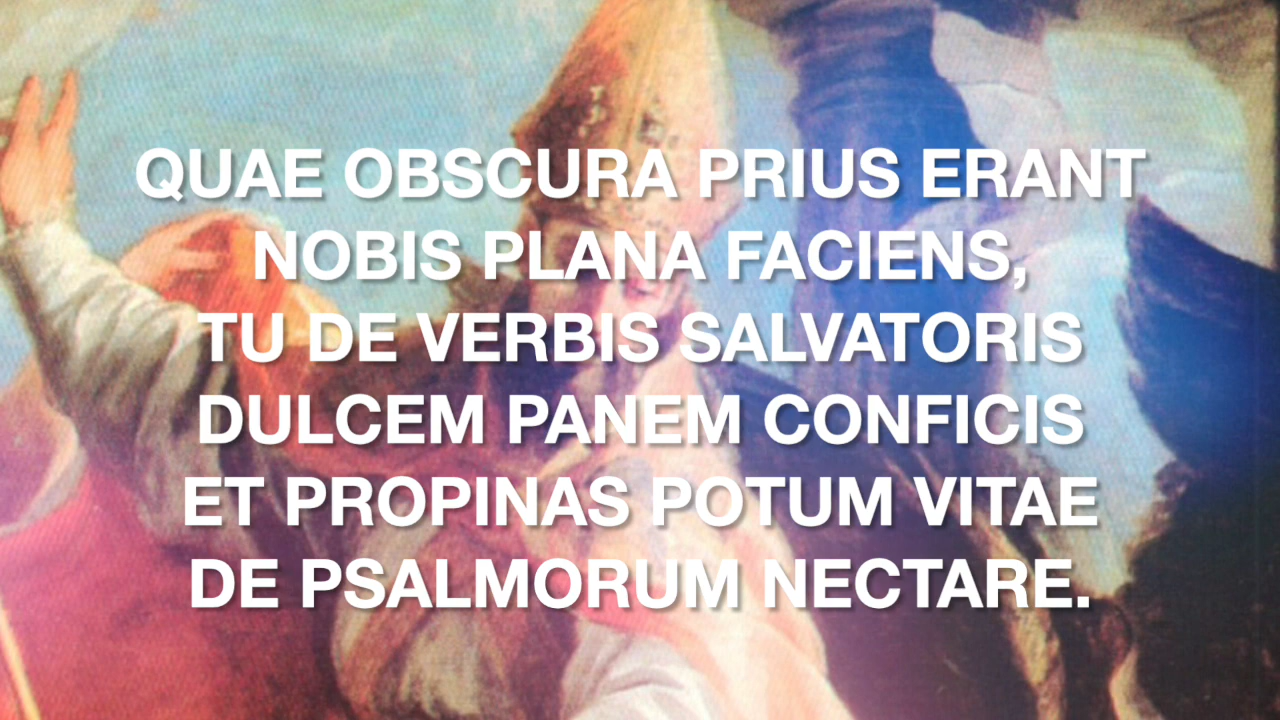 QUAE OBSCURA PRIUS ERANT
NOBIS PLANA FACIENS,
TU DE VERBIS SALVATORIS
DULCEM PANEM CONFICIS
ET PROPINAS POTUM VITAE
DE PSALMORUM NECTARE.